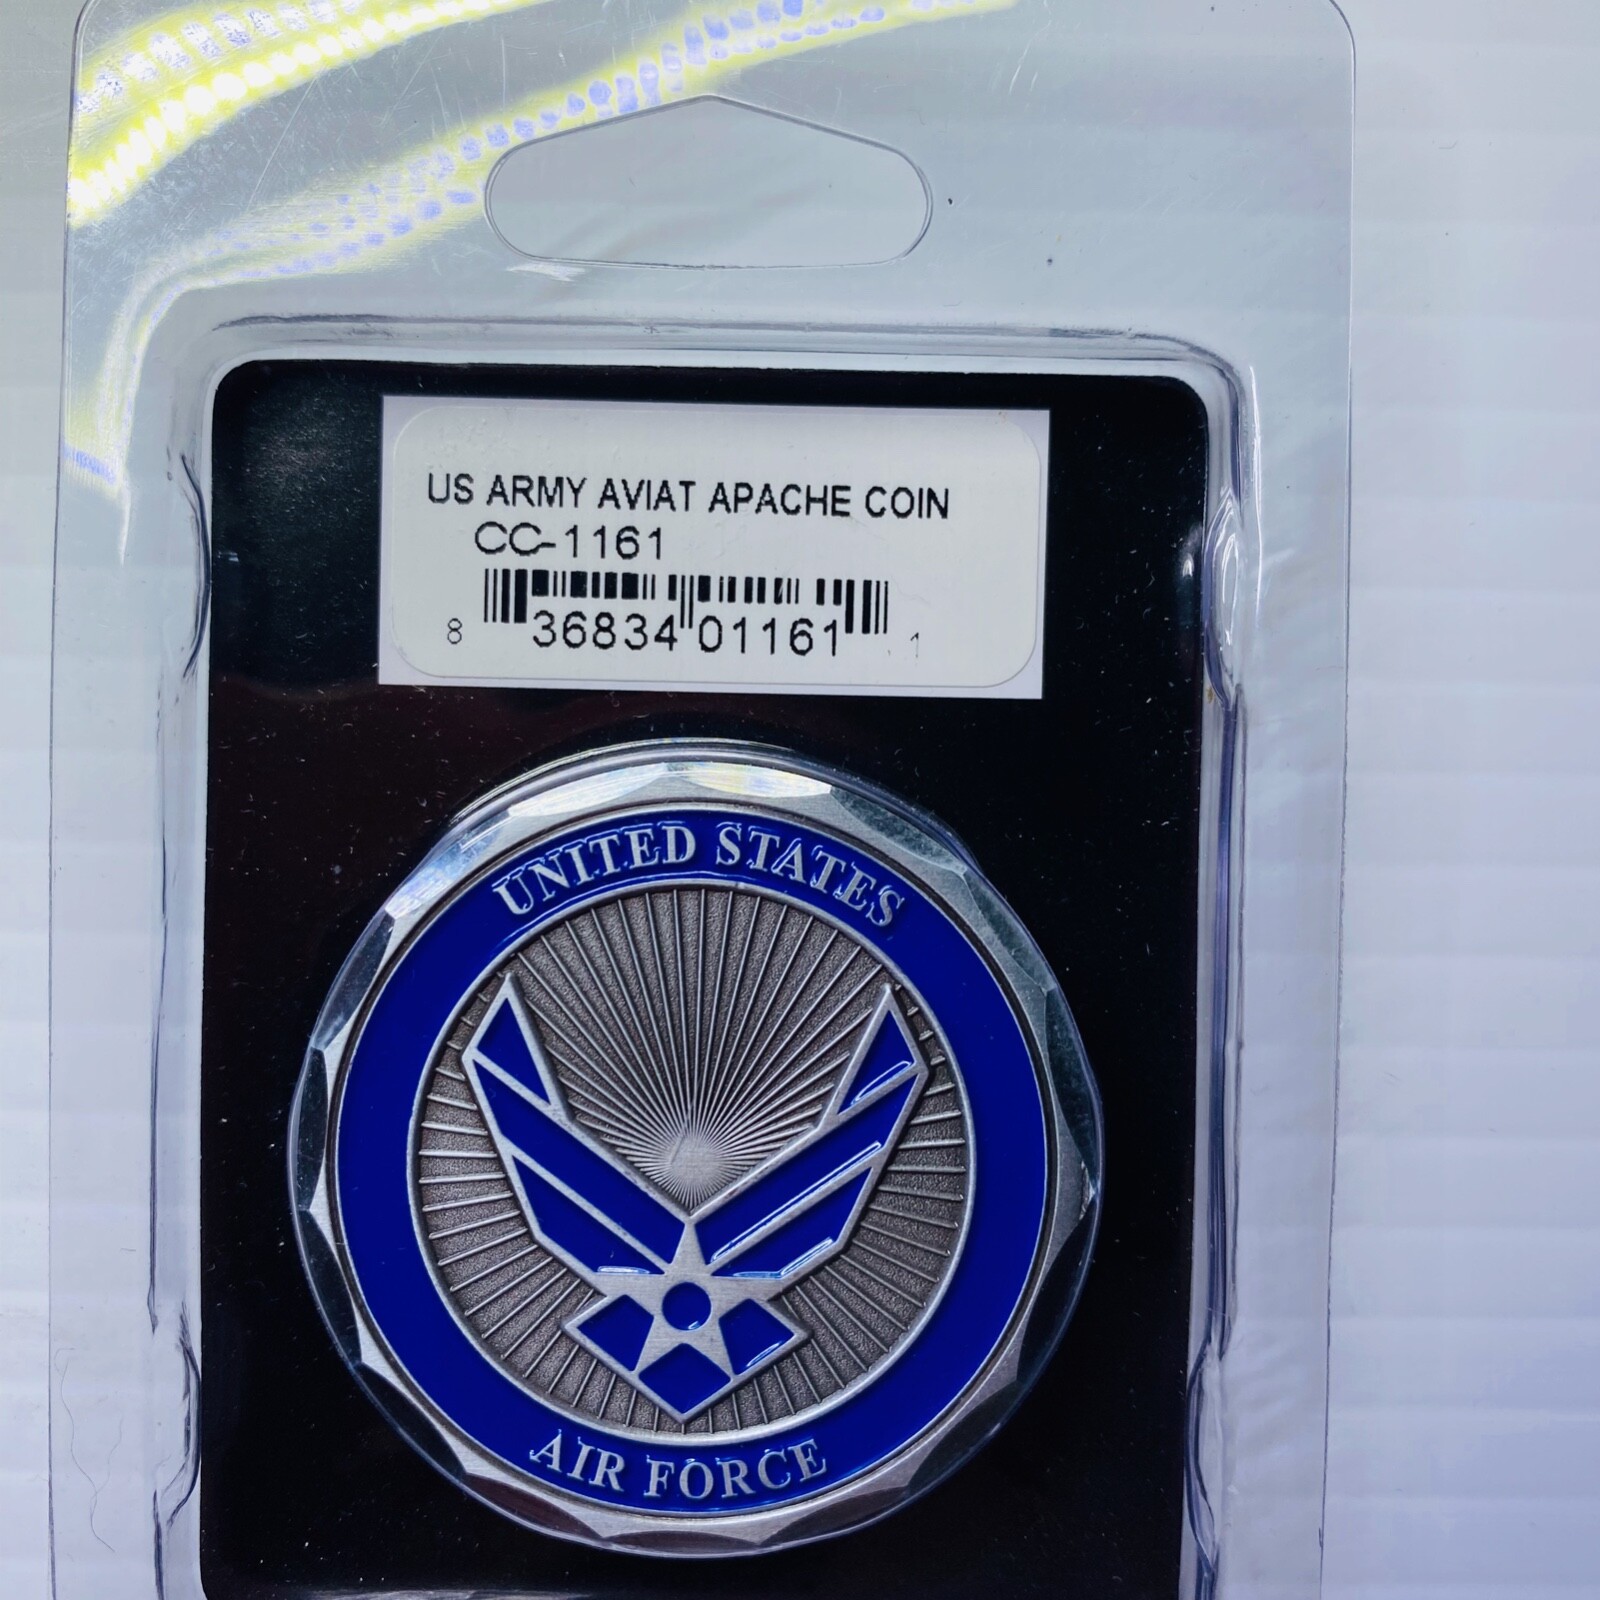 US ARMY AVIAT APACHE COIN
CC-1161
8 36834 01161 1
UNITED STATES
AIR FORCE